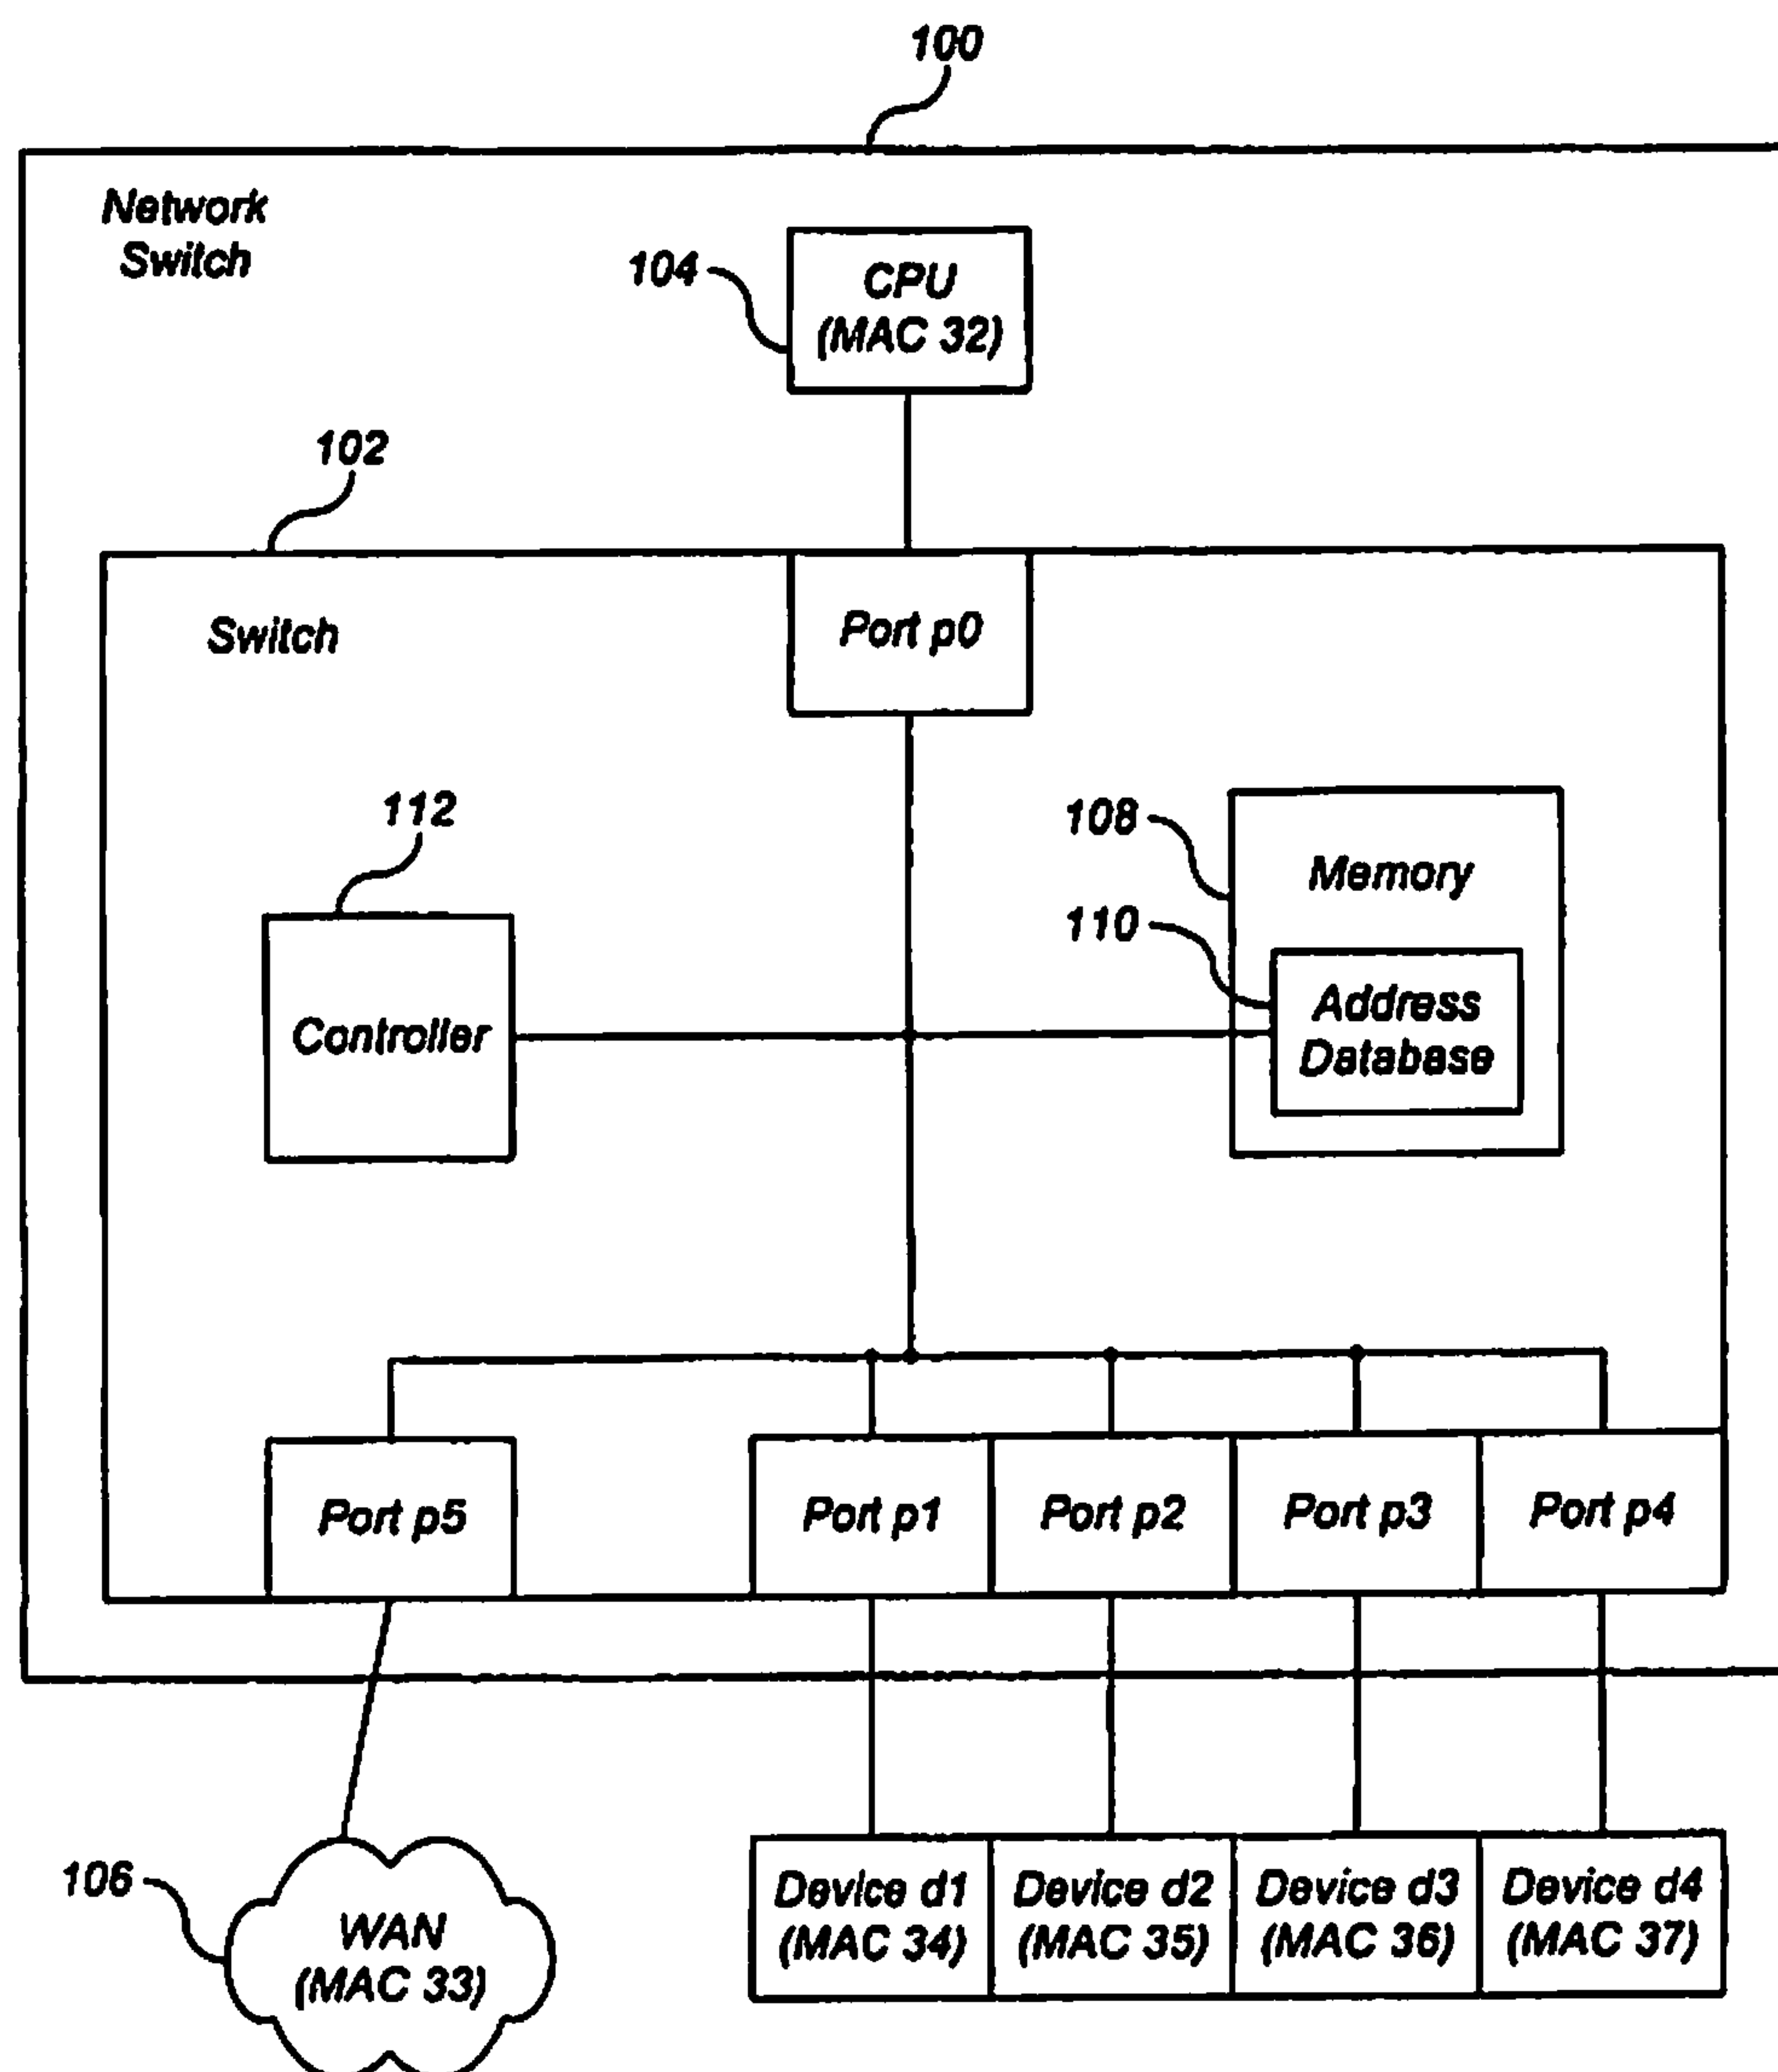 100
Network
Switch
104
CPU
(MAC 32)
102
Switch
Port p0
112
108
Memory
110
Controller
Address
Database
Port p5
Port p1
Port p2
Port p3
Port p4
106
WAN
(MAC 33)
Device d1
(MAC 34)
Device d2
(MAC 35)
Device d3
(MAC 36)
Device d4
(MAC 37)